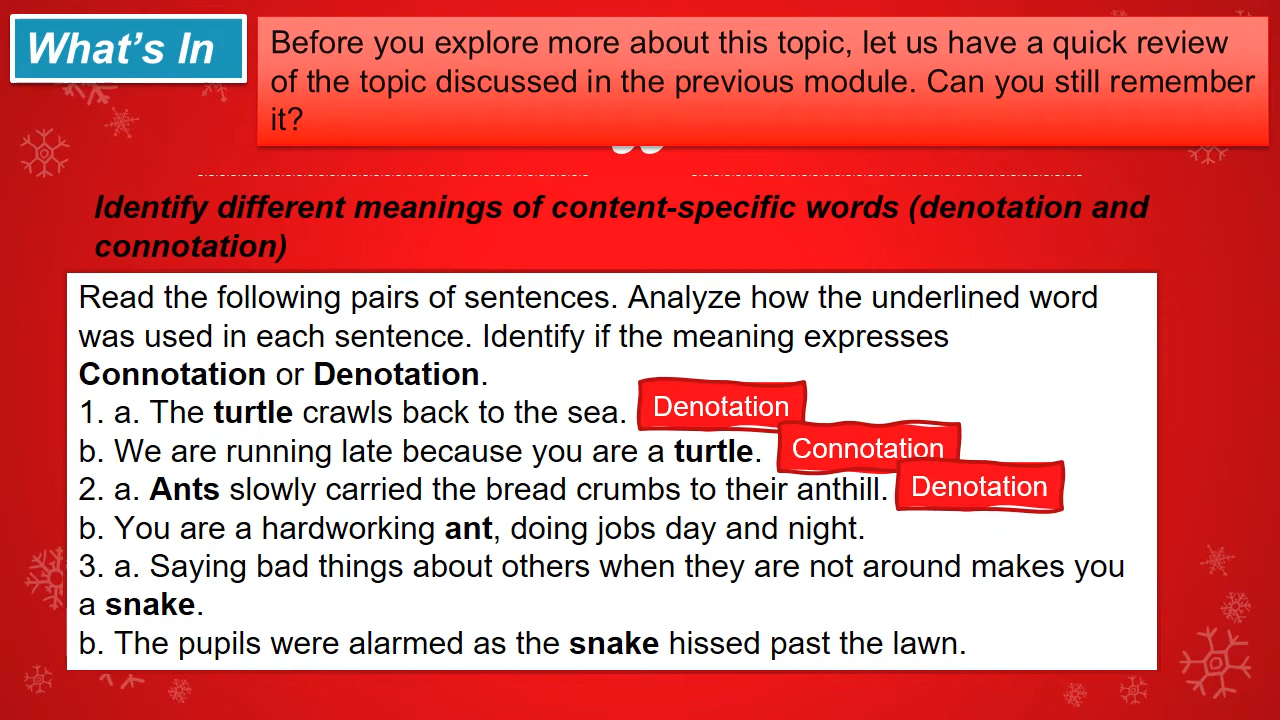 What's In
Before you explore more about this topic, let us have a quick review
of the topic discussed in the previous module. Can you still remember
it?
Identify different meanings of content-specific words (denotation and
connotation)
Read the following pairs of sentences. Analyze how the underlined word
was used in each sentence. Identify if the meaning expresses
Connotation or Denotation.
1. a. The turtle crawls back to the sea. Denotation
b. We are running late because you are a turtle. Connotation
2. a. Ants slowly carried the bread crumbs to their anthill. Denotation
b. You are a hardworking ant, doing jobs day and night.
3. a. Saying bad things about others when they are not around makes you
a snake.
b. The pupils were alarmed as the snake hissed past the lawn.